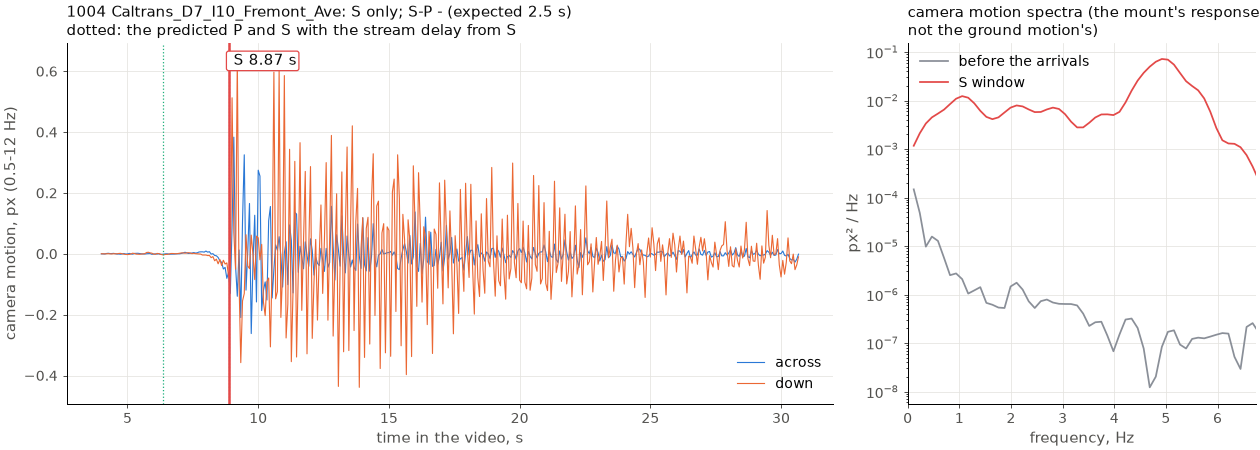 1004 Caltrans_D7_I10_Fremont_Ave: S only; S-P - (expected 2.5 s)
dotted: the predicted P and S with the stream delay from S
S 8.87 s
camera motion, px (0.5-12 Hz)
0.6
0.4
0.2
0.0
−0.2
−0.4
across
down
5
10
15
20
25
30
time in the video, s
camera motion spectra (the mount's response
not the ground motion's)
before the arrivals
S window
px² / Hz
10⁻¹
10⁻²
10⁻³
10⁻⁴
10⁻⁵
10⁻⁶
10⁻⁷
10⁻⁸
0
1
2
3
4
5
6
frequency, Hz